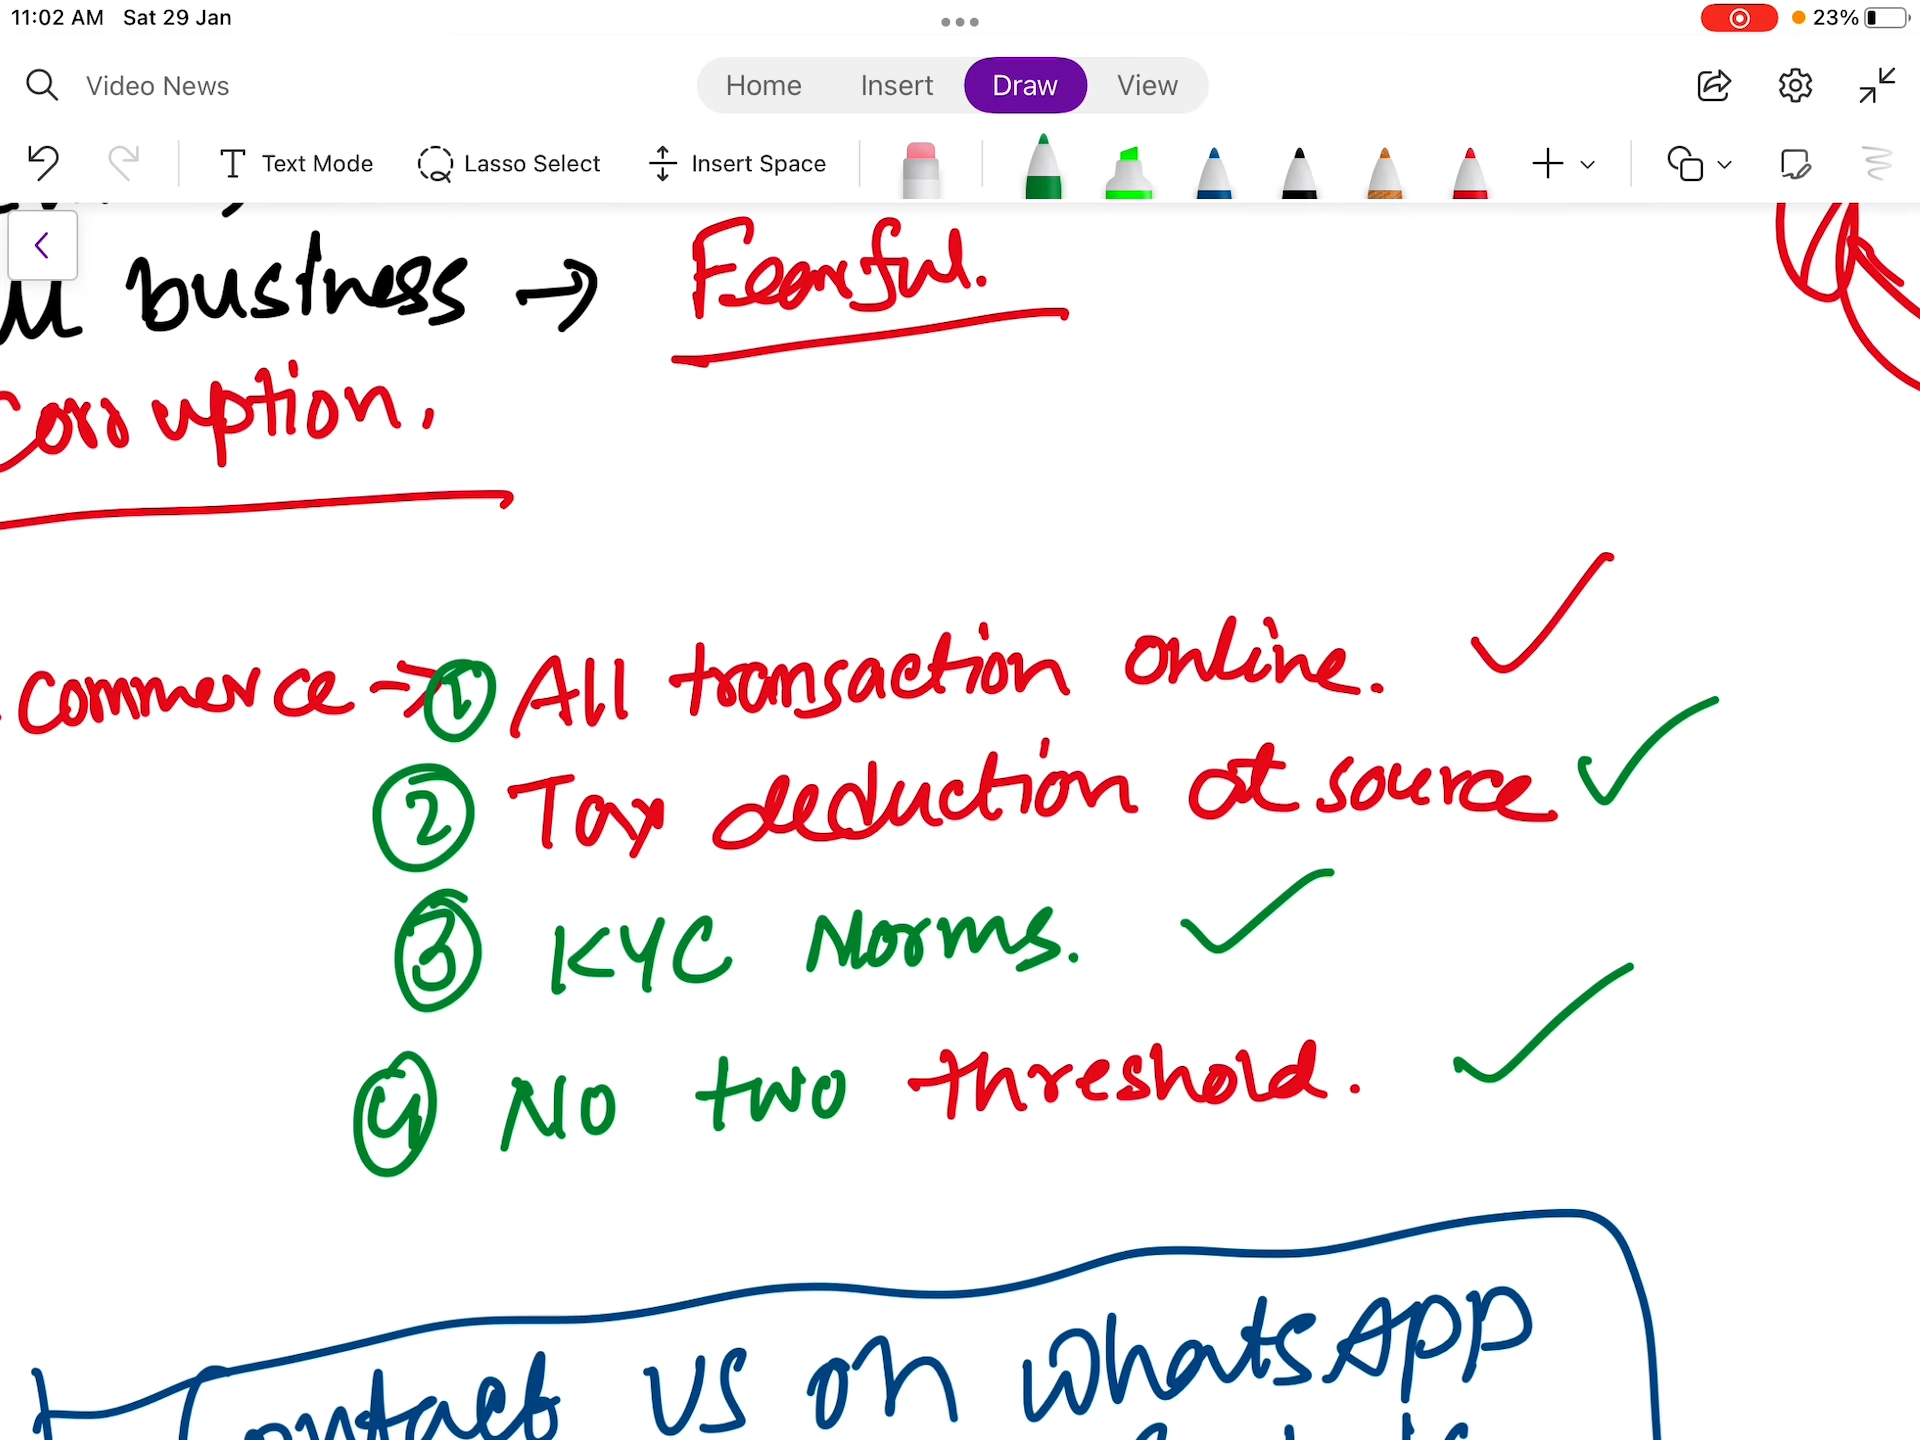 11:02 AM Sat 29 Jan
23%
Video News
Home Insert Draw View
T Text Mode Lasso Select Insert Space
business → Fearful.
Corruption.
commerce → ① All transaction online. ✓
② Tax deduction at source ✓
③ KYC Norms. ✓
④ No two threshold. ✓
Contact us on WhatsApp